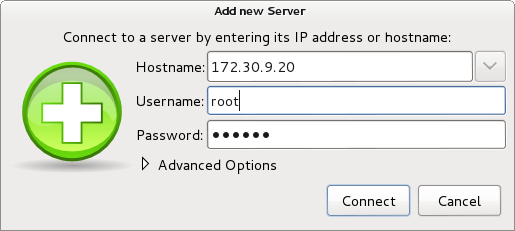 Add new Server
Connect to a server by entering its IP address or hostname:
Hostname: 172.30.9.20
Username: root
Password: ••••••
Advanced Options
Connect Cancel